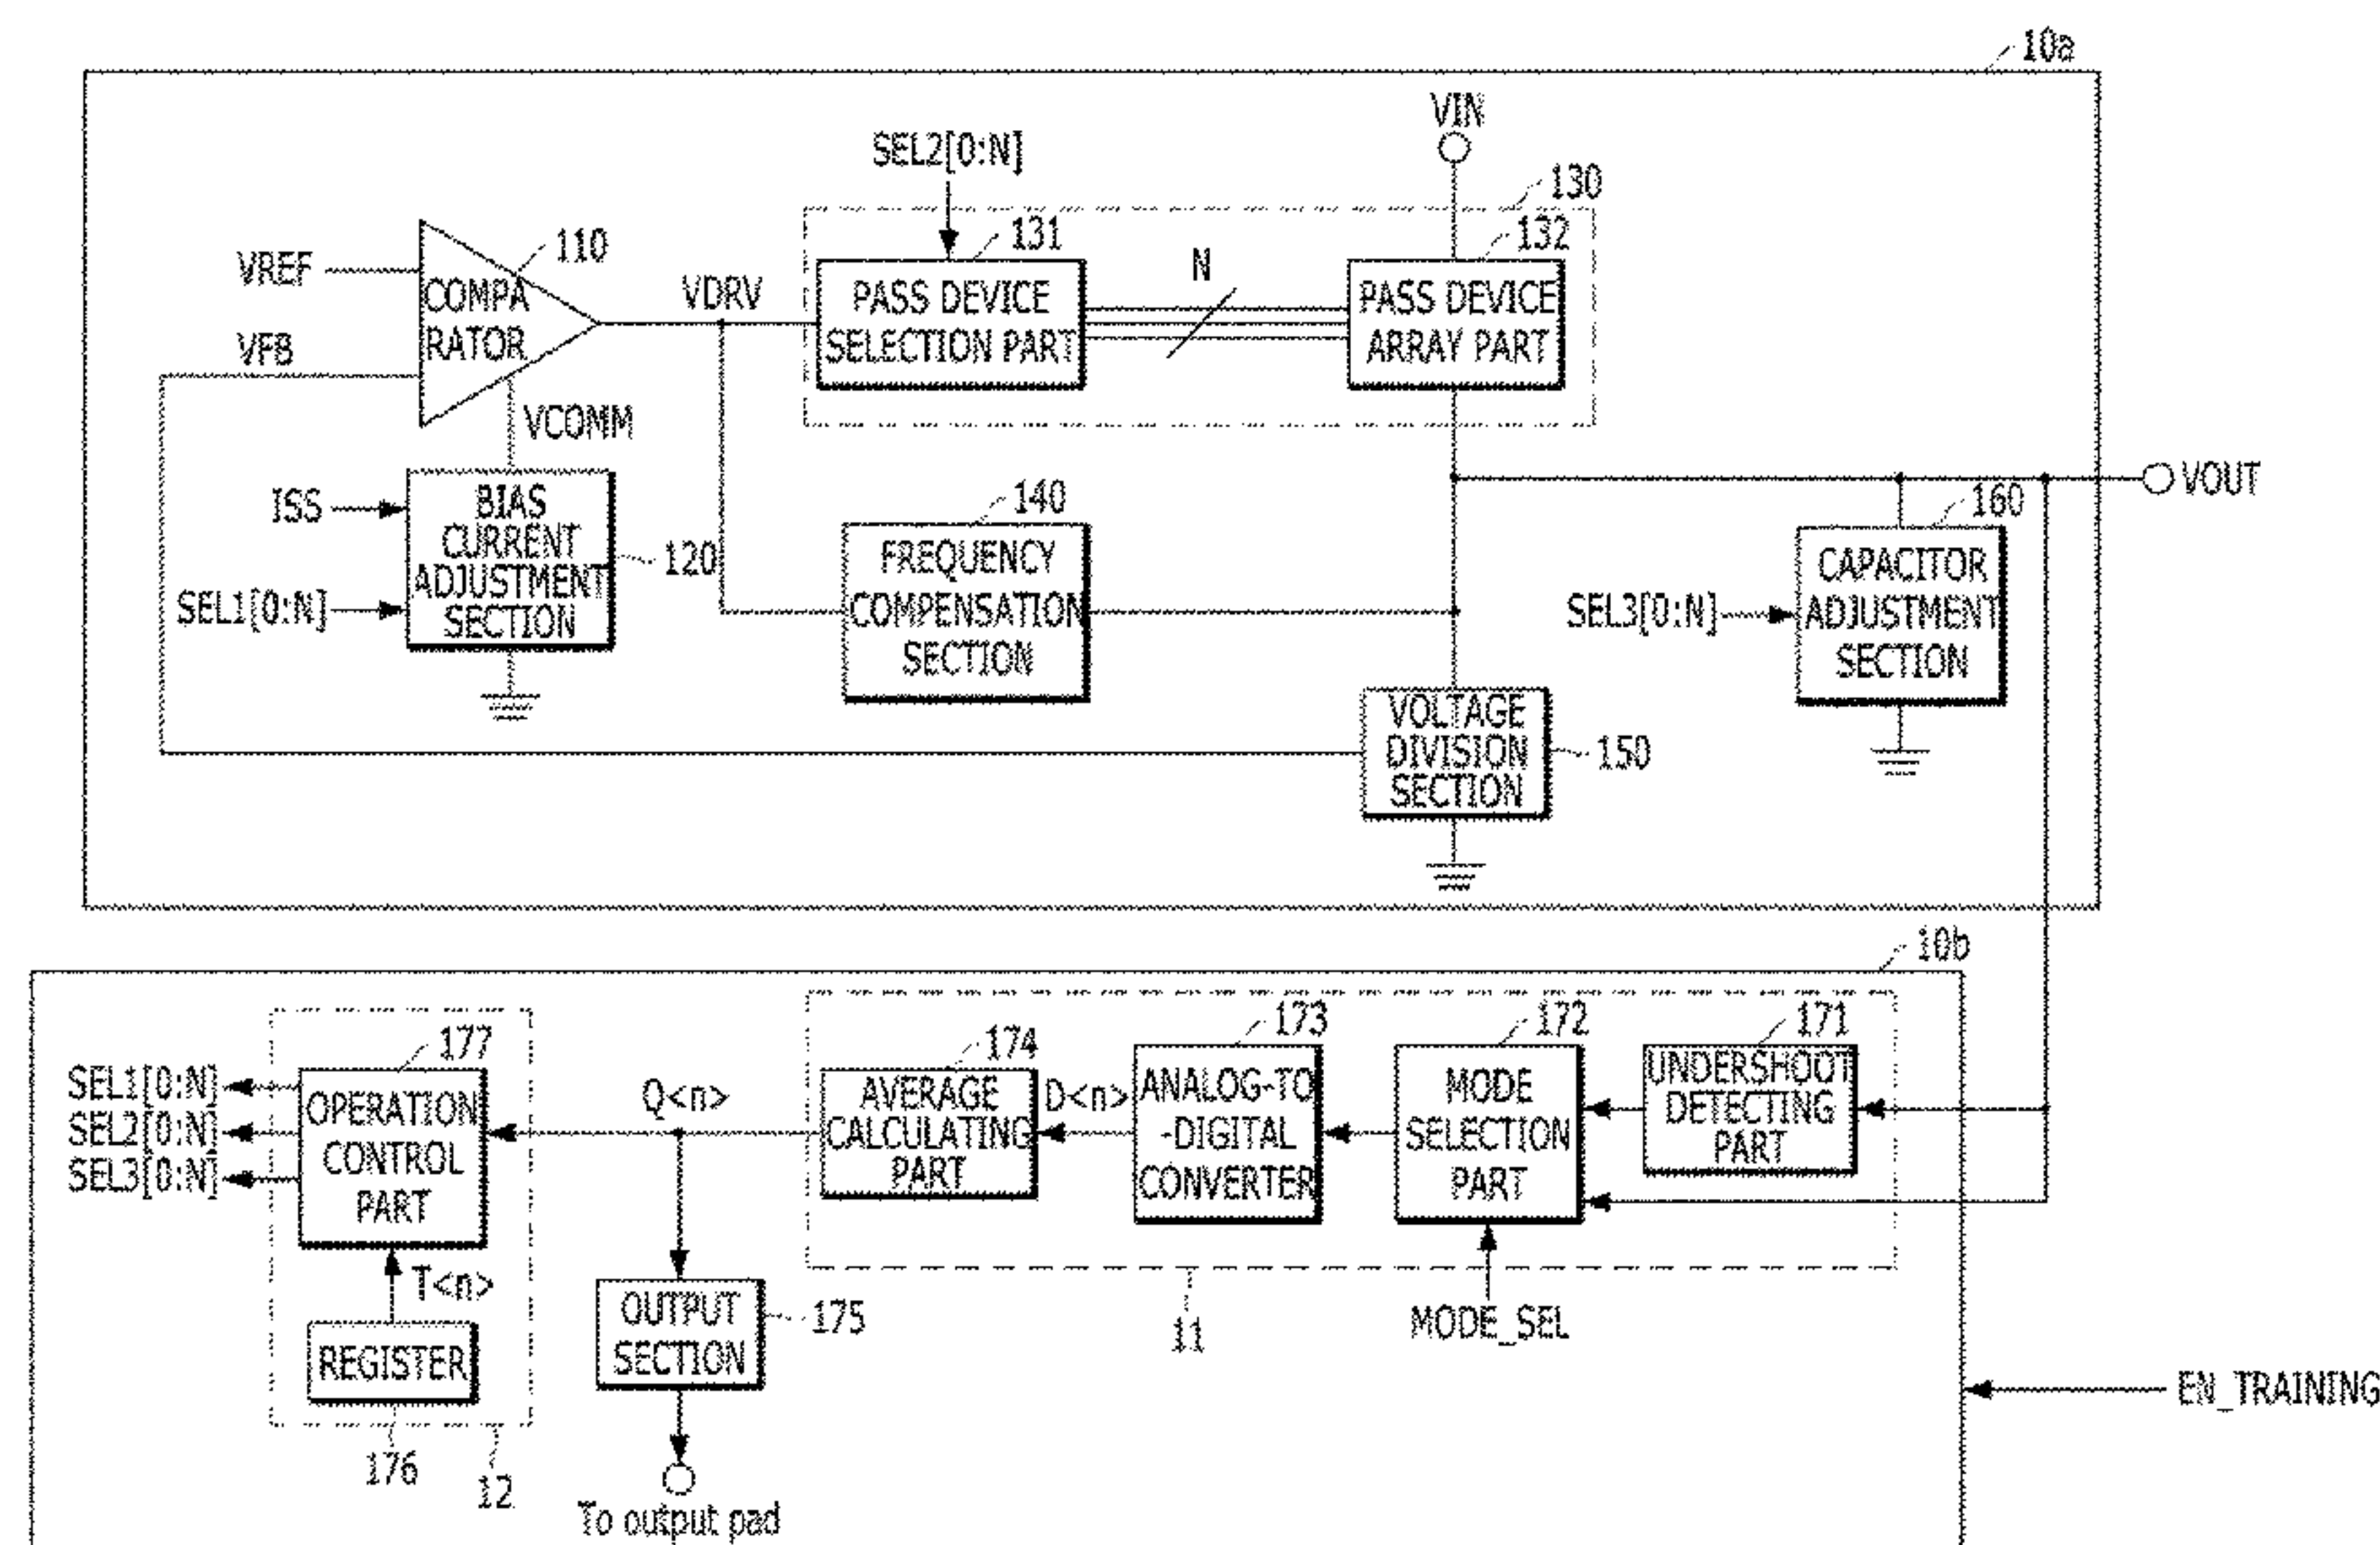 10a
VIN
SEL2[0:N]
130
110
131
132
VREF
COMPA
RATOR
VDRV
PASS DEVICE
SELECTION PART
N
PASS DEVICE
ARRAY PART
VFB
VCOMM
ISS
SEL1[0:N]
BIAS
CURRENT
ADJUSTMENT
SECTION
120
140
FREQUENCY
COMPENSATION
SECTION
VOUT
160
SEL3[0:N]
CAPACITOR
ADJUSTMENT
SECTION
VOLTAGE
DIVISION
SECTION
150
10b
177
174
173
172
171
SEL1[0:N]
SEL2[0:N]
SEL3[0:N]
OPERATION
CONTROL
PART
Q<n>
AVERAGE
CALCULATING
PART
D<n>
ANALOG-TO
-DIGITAL
CONVERTER
MODE
SELECTION
PART
UNDERSHOOT
DETECTING
PART
T<n>
REGISTER
176
12
OUTPUT
SECTION
175
11
MODE_SEL
EN_TRAINING
To output pad